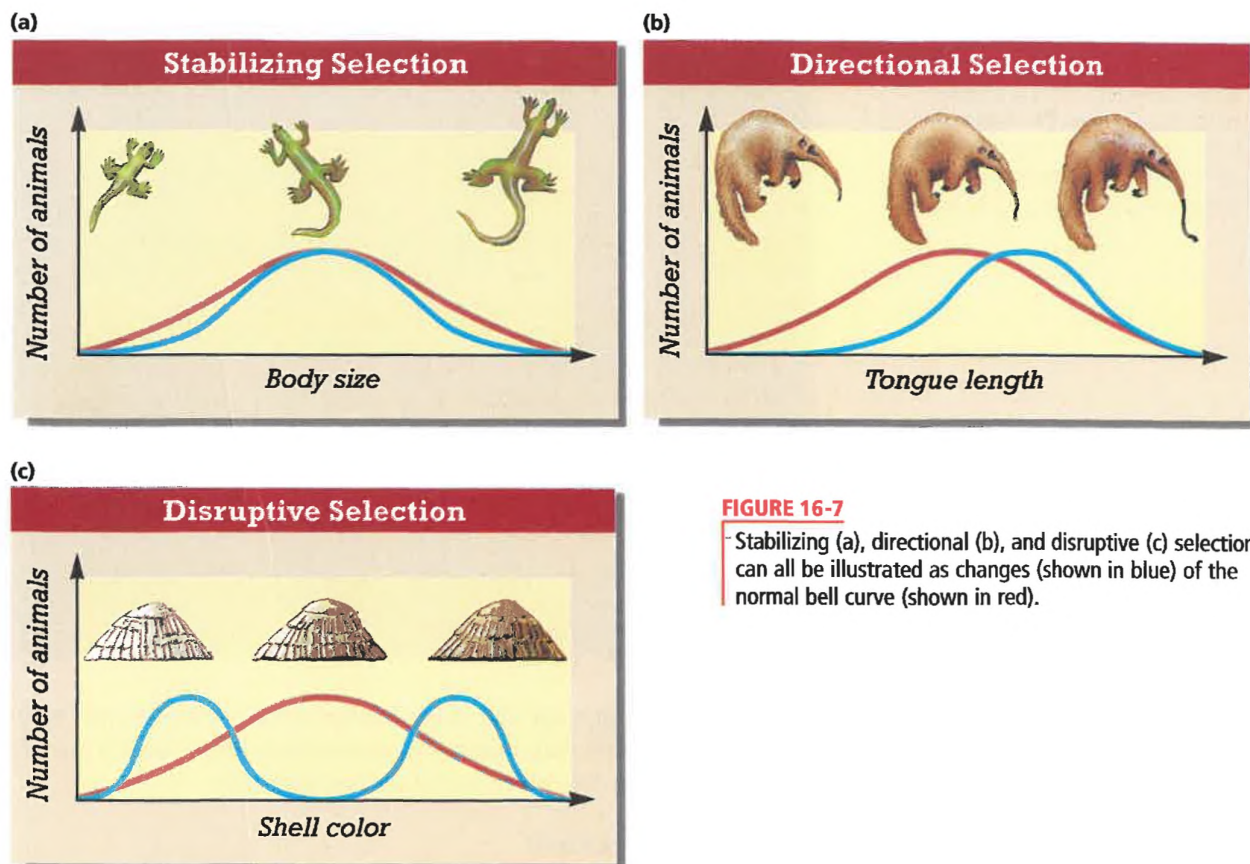 (a)
Stabilizing Selection
Number of animals
Body size
(b)
Directional Selection
Number of animals
Tongue length
(c)
Disruptive Selection
Number of animals
Shell color
FIGURE 16-7
Stabilizing (a), directional (b), and disruptive (c) selection
can all be illustrated as changes (shown in blue) of the
normal bell curve (shown in red).